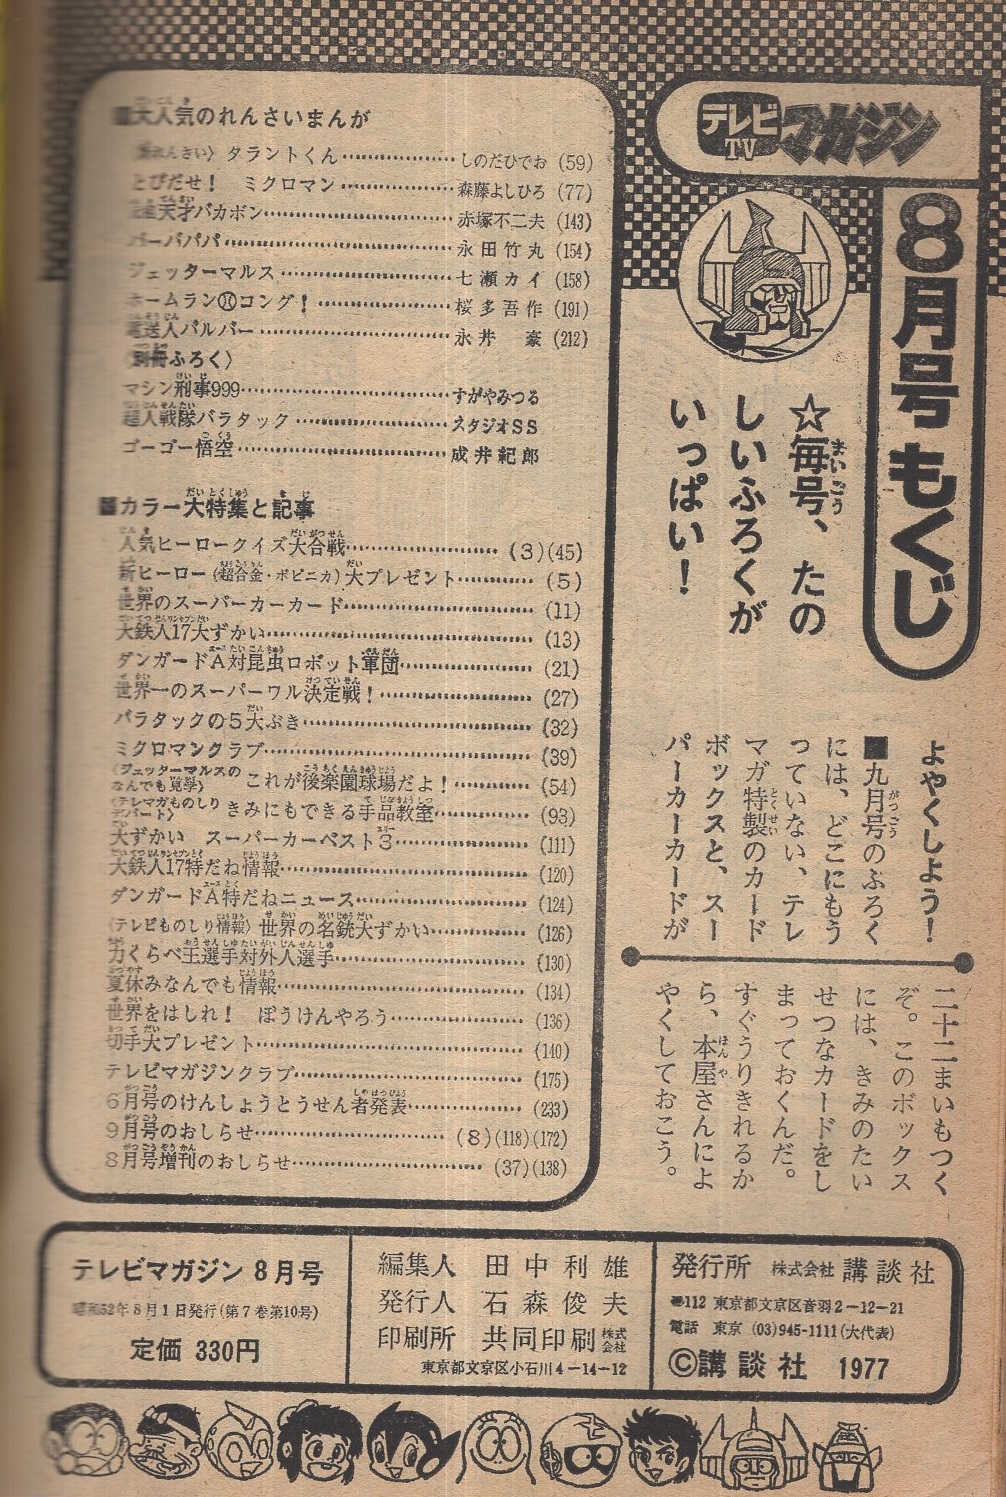 テレビマガジン
TV
8月号もくじ
☆毎号、たの
しいふろくが
いっぱい!
よやくしよう!
■九月号のふろく
には、どこにもう
っていない、テレ
マガ特製のカード
ボックスと、スー
パーカーカードが
二十二まいもつく
ぞ。このボックス
には、きみのたい
せつなカードをし
まっておくんだ。
すぐうりきれるか
ら、本屋さんによ
やくしておこう。
■大人気のれんさいまんが
タラントくん しのだひでお (59)
とびだせ! ミクロマン 森藤よしひろ (77)
天才バカボン 赤塚不二夫 (143)
バーバパパ 永田竹丸 (154)
ジェッターマルス 七瀬カイ (158)
ホームランコング! 桜多吾作 (191)
電送人バルバー 永井豪 (212)
〈別冊ふろく〉
マシン刑事999 すがやみつる
超人戦隊バラタック スタジオSS
ゴーゴー悟空 成井紀郎
■カラー大特集と記事
人気ヒーロークイズ大合戦 (3)(45)
新ヒーロー(超合金・ポピニカ)大プレゼント (5)
世界のスーパーカーカード (11)
大鉄人17大ずかい (13)
ダンガードA対昆虫ロボット軍団 (21)
世界一のスーパーワル決定戦! (27)
バラタックの5大ぶき (32)
ミクロマンクラブ (39)
〈ジェッターマルスのなんでも見学〉これが後楽園球場だよ! (54)
〈テレマガものしりデパート〉きみにもできる手品教室 (93)
大ずかい スーパーカーベスト3 (111)
大鉄人17特だね情報 (120)
ダンガードA特だねニュース (124)
〈テレビものしり情報〉世界の名銃大ずかい (126)
力くらべ王選手対外人選手 (130)
夏休みなんでも情報 (134)
世界をはしれ! ぼうけんやろう (136)
切手大プレゼント (140)
テレビマガジンクラブ (175)
6月号のけんしょうとうせん者発表 (233)
9月号のおしらせ (8)(118)(172)
8月号増刊のおしらせ (37)(138)
テレビマガジン8月号
昭和52年8月1日発行(第7巻第10号)
定価 330円
編集人 田中利雄
発行人 石森俊夫
印刷所 共同印刷株式会社
東京都文京区小石川4-14-12
発行所 株式会社講談社
〒112 東京都文京区音羽2-12-21
電話 東京(03)945-1111(大代表)
©講談社 1977